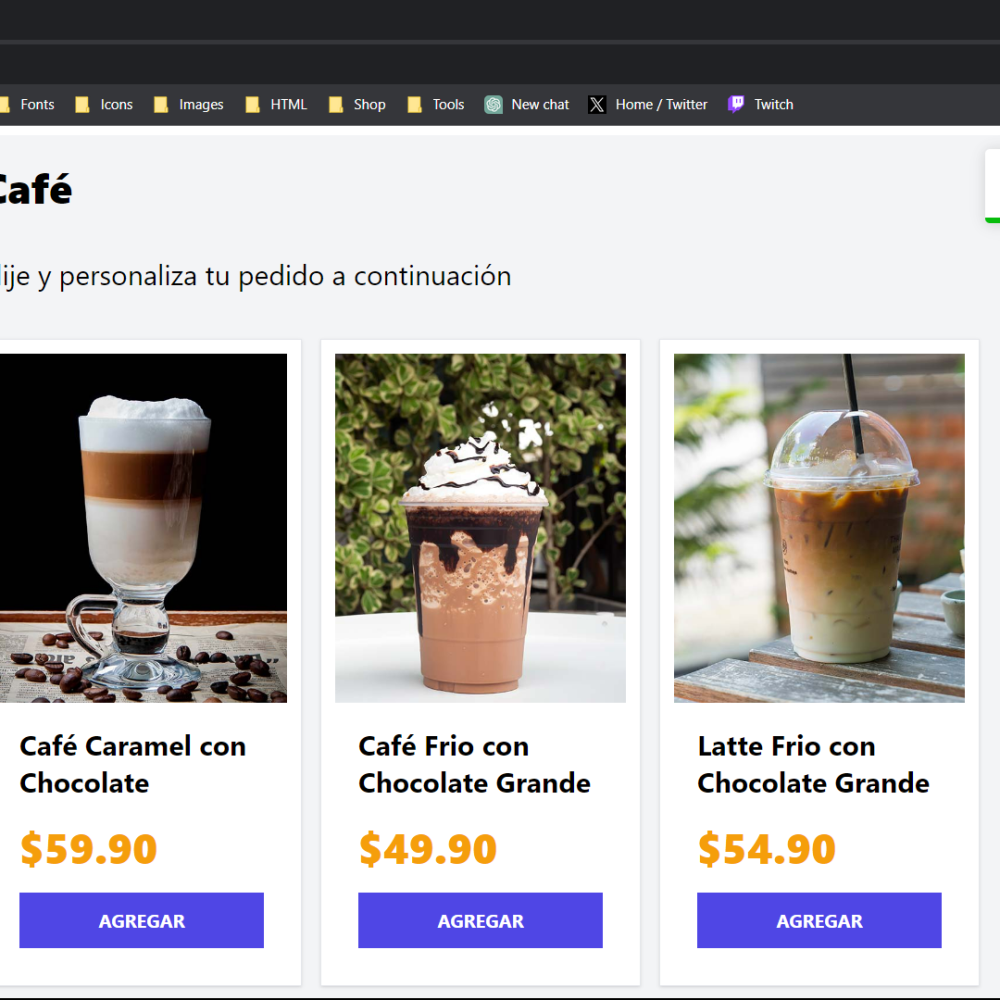 Fonts Icons Images HTML Shop Tools New chat Home / Twitter Twitch
Café
lije y personaliza tu pedido a continuación
Café Caramel con
Chocolate
$59.90
AGREGAR
Café Frio con
Chocolate Grande
$49.90
AGREGAR
Latte Frio con
Chocolate Grande
$54.90
AGREGAR